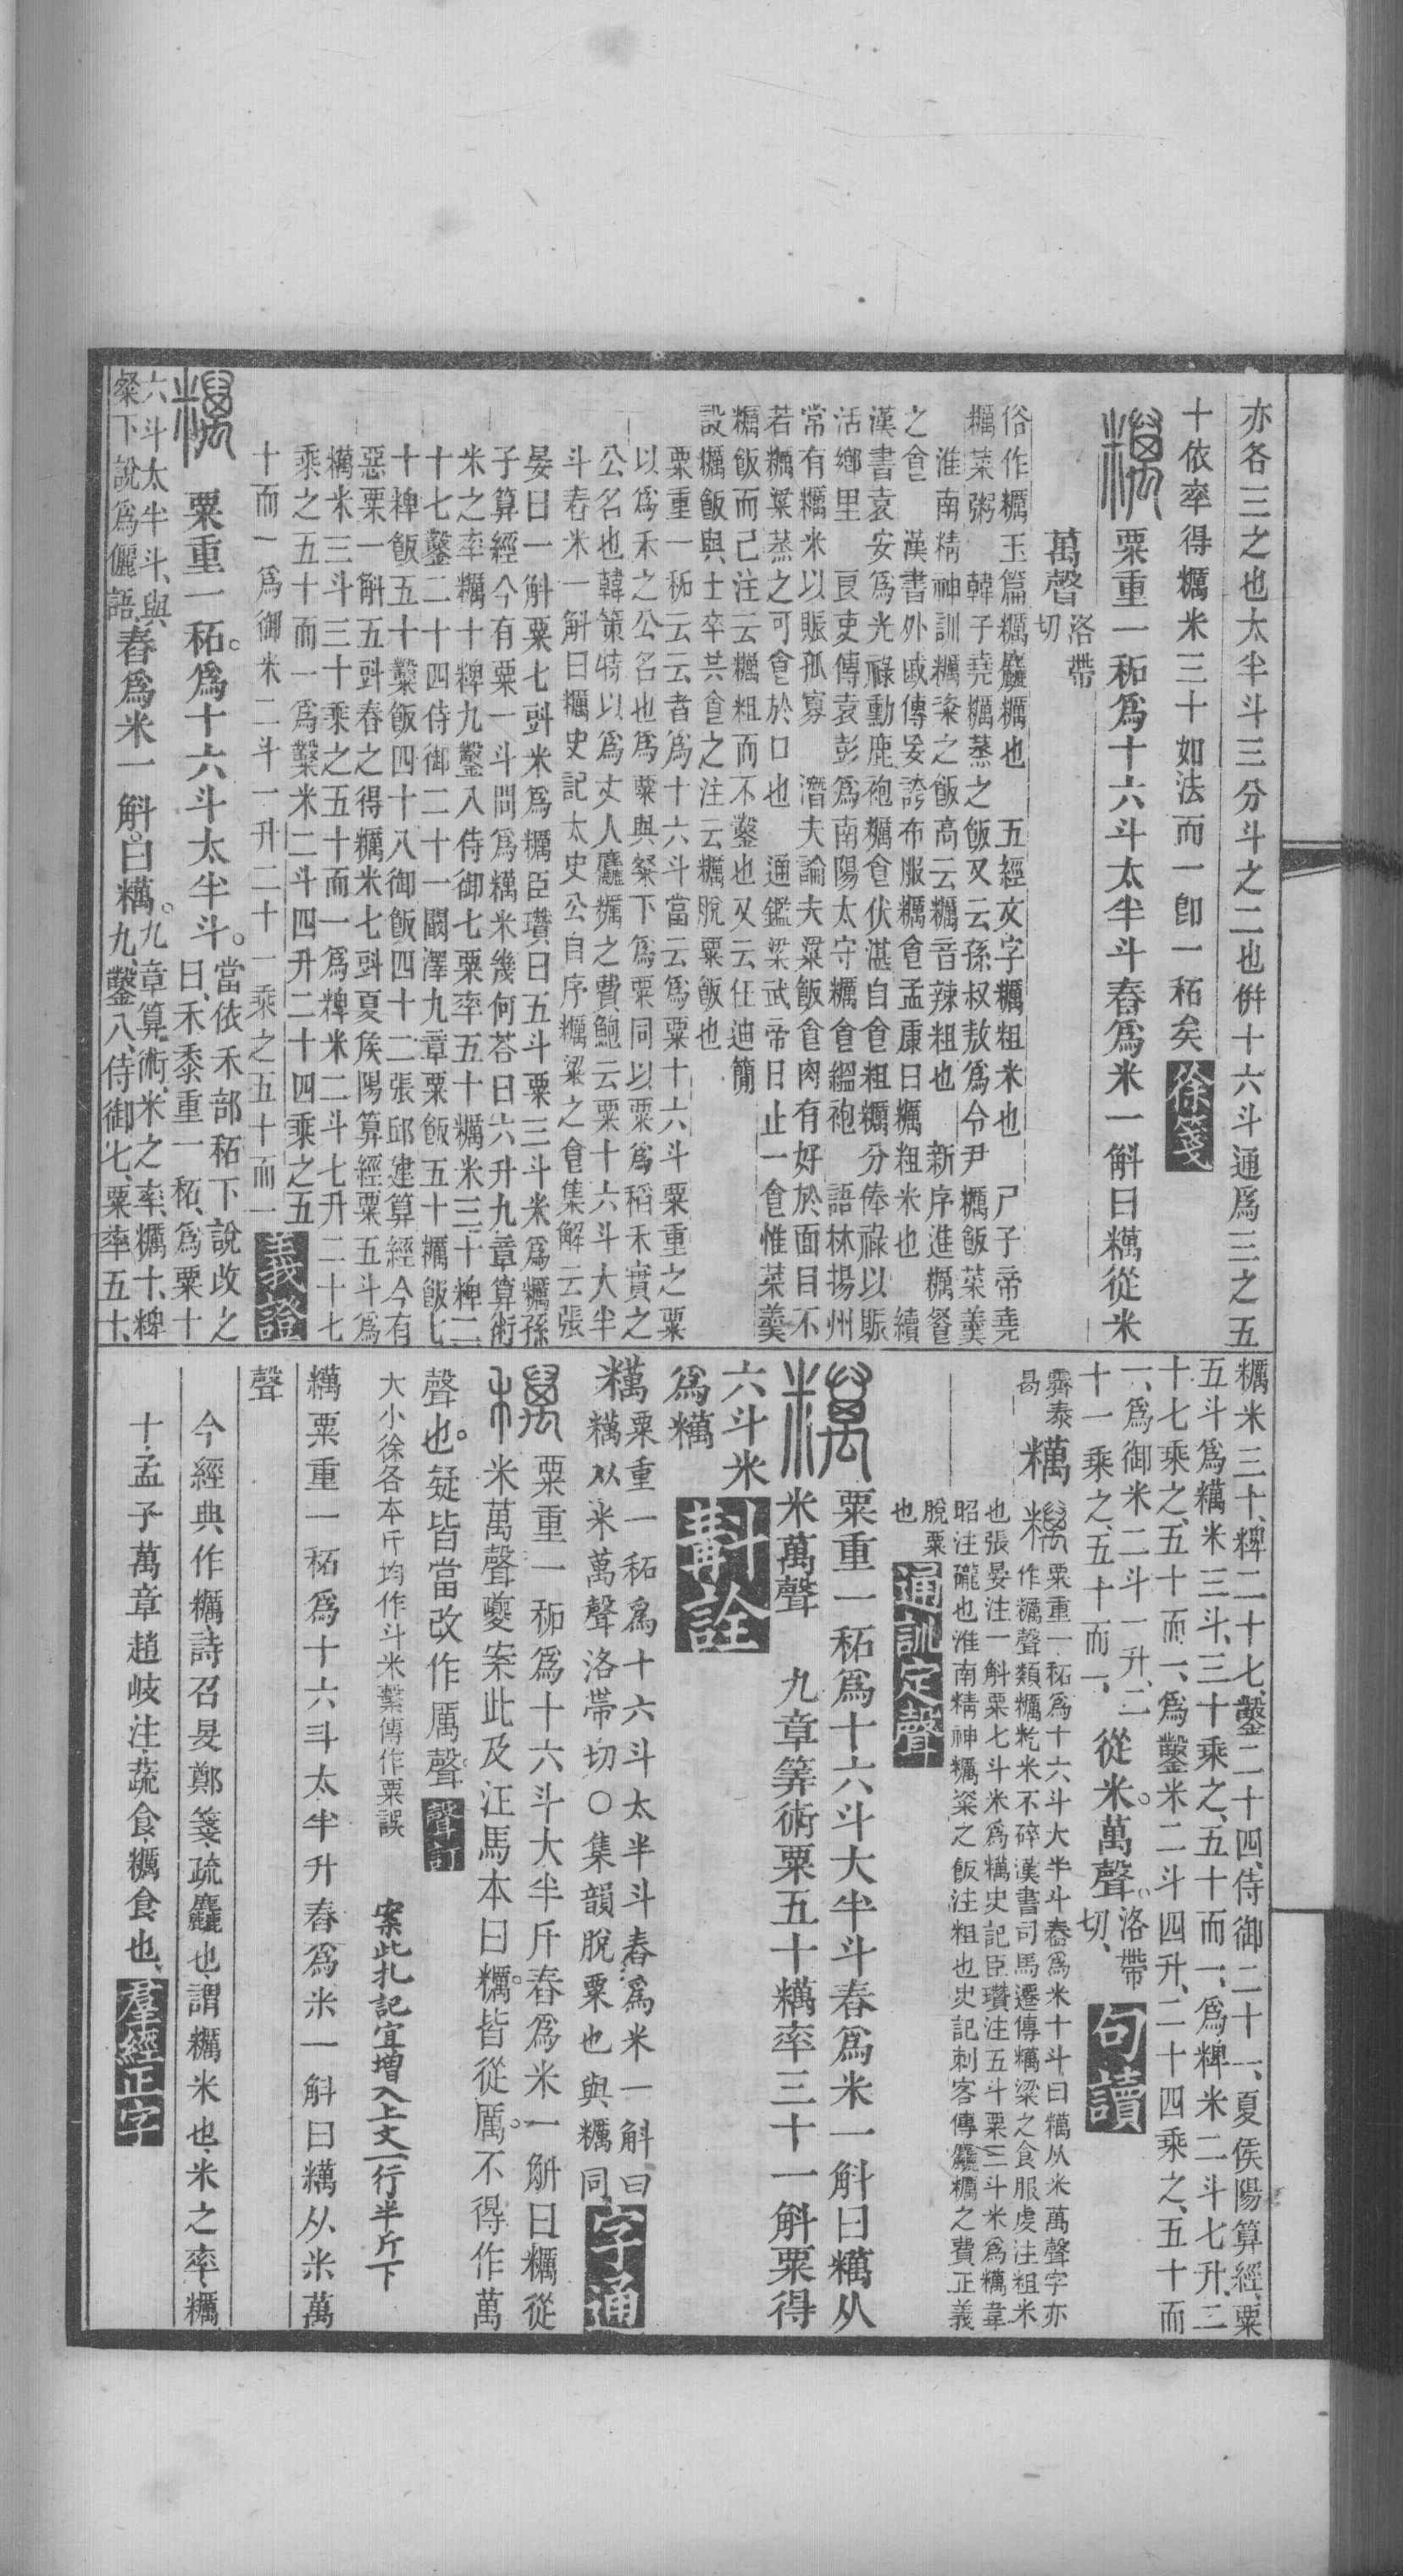 亦各三之也太半斗三分斗之二也併十六斗通爲三之五
十依率得糲米三十如法而一卽一䄷矣徐箋
粟重一䄷爲十六斗太半斗舂爲米一斛曰糲從米
萬聲洛帶切
俗作糲玉篇糲麤糲也　五經文字糲粗米也　尸子帝堯
糲菜粥　韓子堯糲蒸之飯又云孫叔敖爲令尹糲飯菜羹
淮南精神訓糲粢之飯高云糲音辣粗也　新序進糲餐
之食　漢書外戚傳妾誇布服糲食孟康曰糲粗米也　續
漢書袁安爲光祿勳鹿袍糲食伏湛自食粗糲分俸祿以賑
活鄉里　良吏傳袁彭爲南陽太守糲食縕袍　語林揚州
常有糲米以賑孤寡　潛夫論夫粱飯食肉有好於面目不
若糲粱蒸之可食於口也　通鑑梁武帝日止一食惟菜羹
糲飯而已注云糲粗而不鑿也又云任迪簡
設糲飯與士卒共食之注云糲脫粟飯也
粟重一䄷云云者爲十六斗當云爲粟十六斗粟重之粟
以爲禾之公名也爲粟與粲下爲粟同以粟爲稻禾實之
公名也韓策特以爲丈人麤糲之費鮑云粟十六斗大半
斗舂米一斛曰糲史記太史公自序糲粱之食集解云張
晏曰一斛粟七㪷米爲糲臣瓚曰五斗粟三斗米爲糲孫
子算經今有粟一斗問爲糲米幾何荅曰六升九章算術
米之率糲十粺九鑿八侍御七粟率五十糲米三十粺二
十七鑿二十四侍御二十一闞澤九章粟飯五十糲飯七
十粺飯五十鑿飯四十八御飯四十二張邱建算經今有
惡粟一斛五㪷舂之得糲米七㪷夏矦陽算經粟五斗爲
糲米三斗三十乘之五十而一爲粺米二斗七升二十七
乘之五十而一爲鑿米二斗四升二十四乘之五
十而一爲御米二斗一升二十一乘之五十而一義證
粟重一䄷。爲十六斗太半斗。當依禾部䄷下說改之曰、禾黍重一䄷、爲粟十
六斗太半斗、與粲下說爲儷語、舂爲米一斛。曰糲。九章算術米之率、糲十、粺九、鑿八、侍御七、粟率五十、
糲米三十、粺二十七、鑿二十四、侍御二十一、夏侯陽算經、粟
五斗爲糲米三斗、三十乘之、五十而一、爲粺米二斗七升、二
十七乘之、五十而一、爲鑿米二斗四升、二十四乘之、五十而
一、爲御米二斗一升、二十一乘之、五十而一、從米。萬聲。洛帶切、句讀
霽泰曷糲粟重一䄷爲十六斗大半斗舂爲米十斗曰糲从米萬聲字亦
作糲聲類糲粍米不碎漢書司馬遷傳糲粱之食服虔注粗米
也張晏注一斛粟七斗米爲糲史記臣瓚注五斗粟三斗米爲糲韋
昭注䃯也淮南精神糲粢之飯注粗也史記刺客傳麤糲之費正義
脫粟也通訓定聲
粟重一䄷爲十六斗大半斗舂爲米一斛曰糲从
米萬聲　九章筭術粟五十糲率三十一斛粟得
六斗米爲糲斠詮
糲粟重一䄷爲十六斗太半斗舂爲米一斛曰
糲从米萬聲洛帶切〇集韻脫粟也與糲同字通
粟重一䄷爲十六斗大半斤舂爲米一斛曰糲從
米萬聲夔案此及汪馬本曰糲。皆從厲。不得作萬
聲也。疑皆當改作厲聲聲訂
大小徐各本斤均作斗米繫傳作粟誤　案此札記宜增入上文一行半斤下
糲粟重一䄷爲十六斗太半升舂爲米一斛曰糲从米萬
聲
今經典作糲詩召旻鄭箋、疏麤也、謂糲米也、米之率、糲
十、孟子萬章趙岐注、蔬食、糲食也、羣經正字